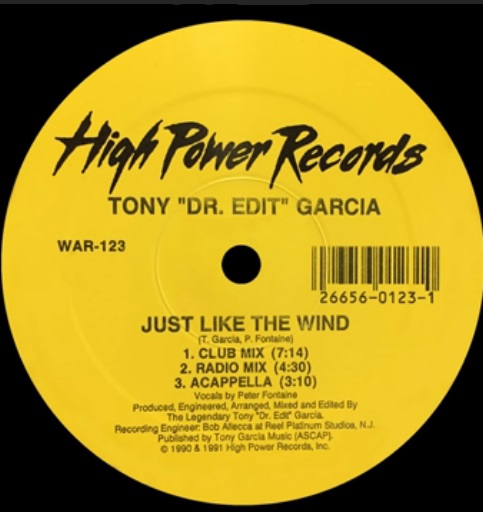 High Power Records
TONY "DR. EDIT" GARCIA
WAR-123
26656-0123-1
JUST LIKE THE WIND
(T. Garcia, P. Fontaine)
1. CLUB MIX (7:14)
2. RADIO MIX (4:30)
3. ACAPPELLA (3:10)
Vocals by Peter Fontaine
Produced, Engineered, Arranged, Mixed and Edited By
The Legendary Tony "Dr. Edit" Garcia.
Recording Engineer: Bob Allecca at Reel Platinum Studios, N.J.
Published by Tony Garcia Music (ASCAP).
© 1990 & 1991 High Power Records, Inc.